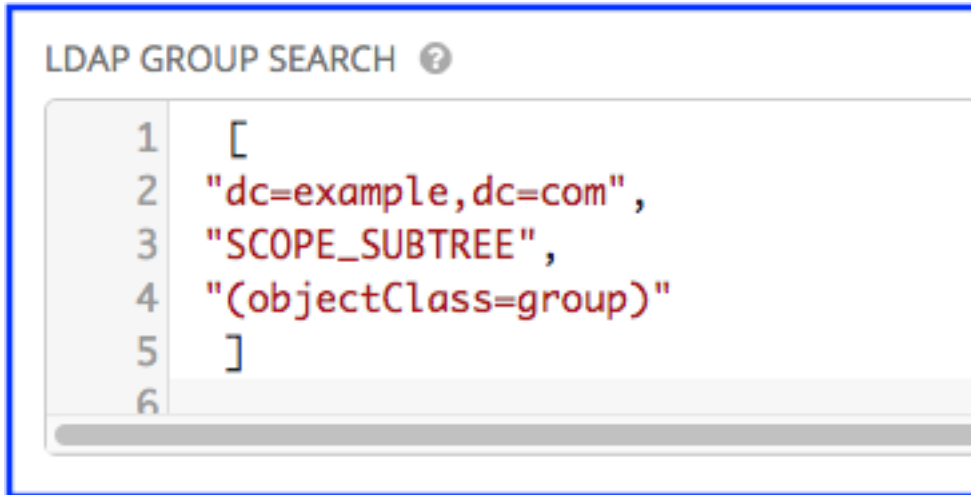 LDAP GROUP SEARCH ?
1 [
2 "dc=example,dc=com",
3 "SCOPE_SUBTREE",
4 "(objectClass=group)"
5 ]
6